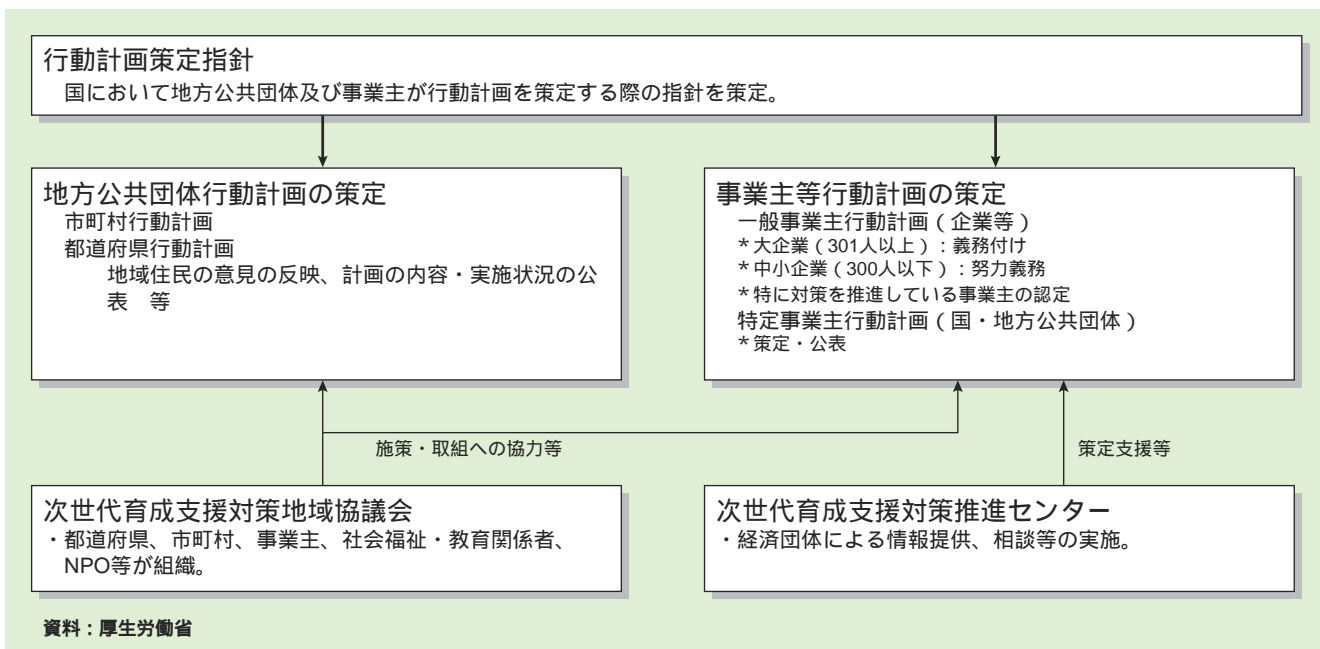 行動計画策定指針
国において地方公共団体及び事業主が行動計画を策定する際の指針を策定。
地方公共団体行動計画の策定
市町村行動計画
都道府県行動計画
地域住民の意見の反映、計画の内容・実施状況の公
表　等
事業主等行動計画の策定
一般事業主行動計画（企業等）
*大企業（301人以上）：義務付け
*中小企業（300人以下）：努力義務
*特に対策を推進している事業主の認定
特定事業主行動計画（国・地方公共団体）
*策定・公表
施策・取組への協力等
策定支援等
次世代育成支援対策地域協議会
・都道府県、市町村、事業主、社会福祉・教育関係者、
NPO等が組織。
次世代育成支援対策推進センター
・経済団体による情報提供、相談等の実施。
資料：厚生労働省